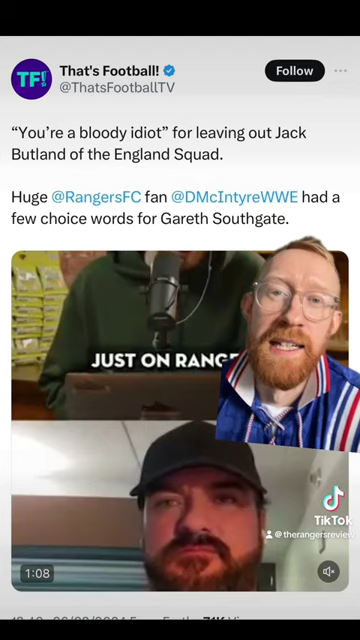 TF!
That's Football!
@ThatsFootballTV
Follow
“You're a bloody idiot” for leaving out Jack
Butland of the England Squad.
Huge @RangersFC fan @DMcIntyreWWE had a
few choice words for Gareth Southgate.
JUST ON
TikTok
@therangersreview
1:08